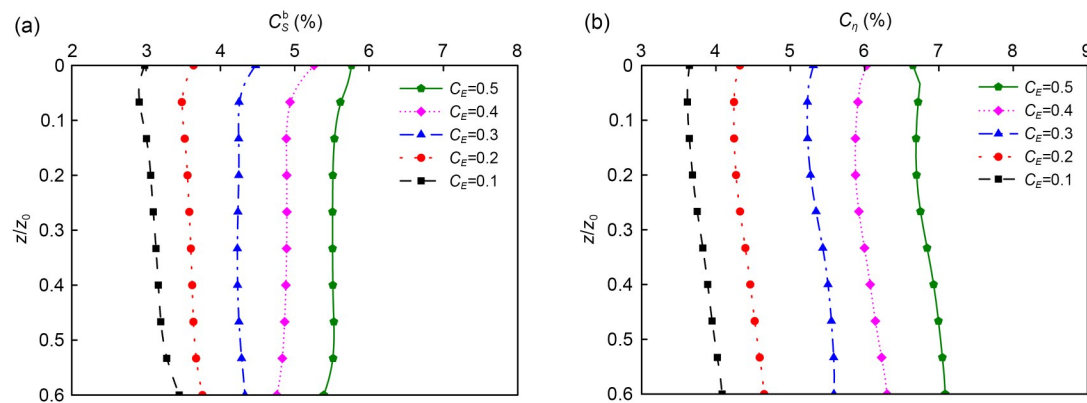 (a)
C_S^b (%)
2 3 4 5 6 7 8
0
0.1
0.2
0.3
0.4
0.5
0.6
z/z₀
C_E=0.5
C_E=0.4
C_E=0.3
C_E=0.2
C_E=0.1
(b)
C_η (%)
3 4 5 6 7 8 9
0
0.1
0.2
0.3
0.4
0.5
0.6
z/z₀
C_E=0.5
C_E=0.4
C_E=0.3
C_E=0.2
C_E=0.1